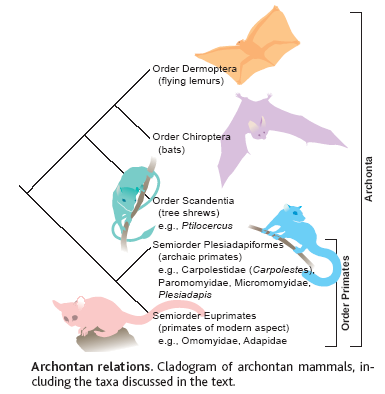 Order Dermoptera
(flying lemurs)
Order Chiroptera
(bats)
Order Scandentia
(tree shrews)
e.g., Ptilocercus
Semiorder Plesiadapiformes
(archaic primates)
e.g., Carpolestidae (Carpolestes),
Paromomyidae, Micromomyidae,
Plesiadapis
Semiorder Euprimates
(primates of modern aspect)
e.g., Omomyidae, Adapidae
Order Primates
Archonta
Archontan relations. Cladogram of archontan mammals, in-
cluding the taxa discussed in the text.